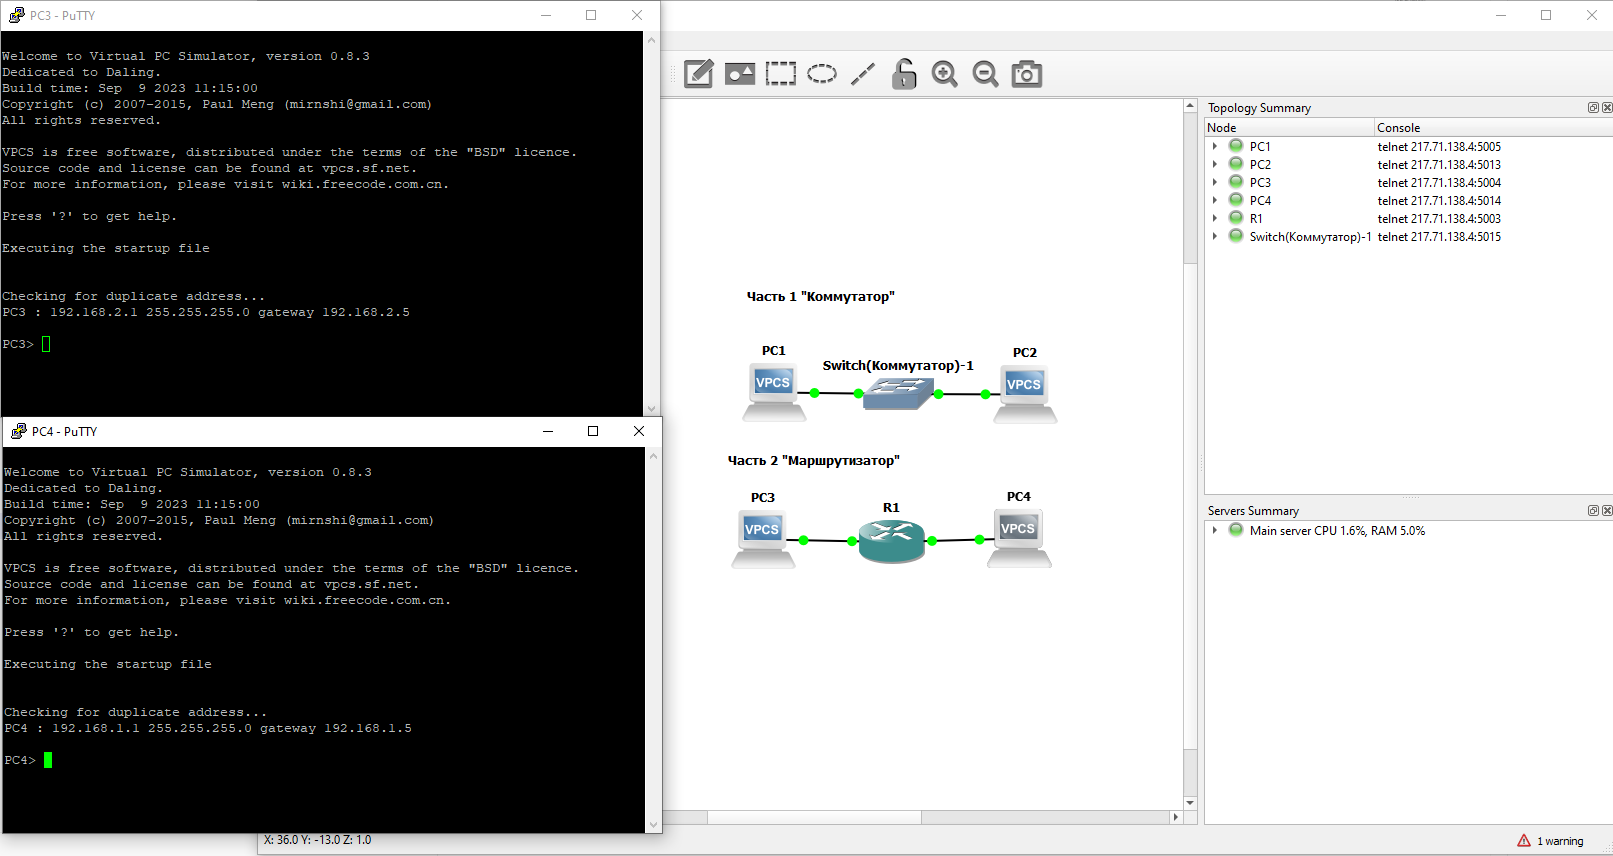 PC3 - PuTTY
Welcome to Virtual PC Simulator, version 0.8.3
Dedicated to Daling.
Build time: Sep  9 2023 11:15:00
Copyright (c) 2007-2015, Paul Meng (mirnshi@gmail.com)
All rights reserved.
VPCS is free software, distributed under the terms of the "BSD" licence.
Source code and license can be found at vpcs.sf.net.
For more information, please visit wiki.freecode.com.cn.
Press '?' to get help.
Executing the startup file
Checking for duplicate address...
PC3 : 192.168.2.1 255.255.255.0 gateway 192.168.2.5
PC3>
PC4 - PuTTY
Welcome to Virtual PC Simulator, version 0.8.3
Dedicated to Daling.
Build time: Sep  9 2023 11:15:00
Copyright (c) 2007-2015, Paul Meng (mirnshi@gmail.com)
All rights reserved.
VPCS is free software, distributed under the terms of the "BSD" licence.
Source code and license can be found at vpcs.sf.net.
For more information, please visit wiki.freecode.com.cn.
Press '?' to get help.
Executing the startup file
Checking for duplicate address...
PC4 : 192.168.1.1 255.255.255.0 gateway 192.168.1.5
PC4>
Часть 1 "Коммутатор"
PC1
PC2
Switch(Коммутатор)-1
VPCS
VPCS
Часть 2 "Маршрутизатор"
PC3
R1
PC4
VPCS
VPCS
Topology Summary
Node Console
PC1 telnet 217.71.138.4:5005
PC2 telnet 217.71.138.4:5013
PC3 telnet 217.71.138.4:5004
PC4 telnet 217.71.138.4:5014
R1 telnet 217.71.138.4:5003
Switch(Коммутатор)-1 telnet 217.71.138.4:5015
Servers Summary
Main server CPU 1.6%, RAM 5.0%
X: 36.0 Y: -13.0 Z: 1.0
1 warning